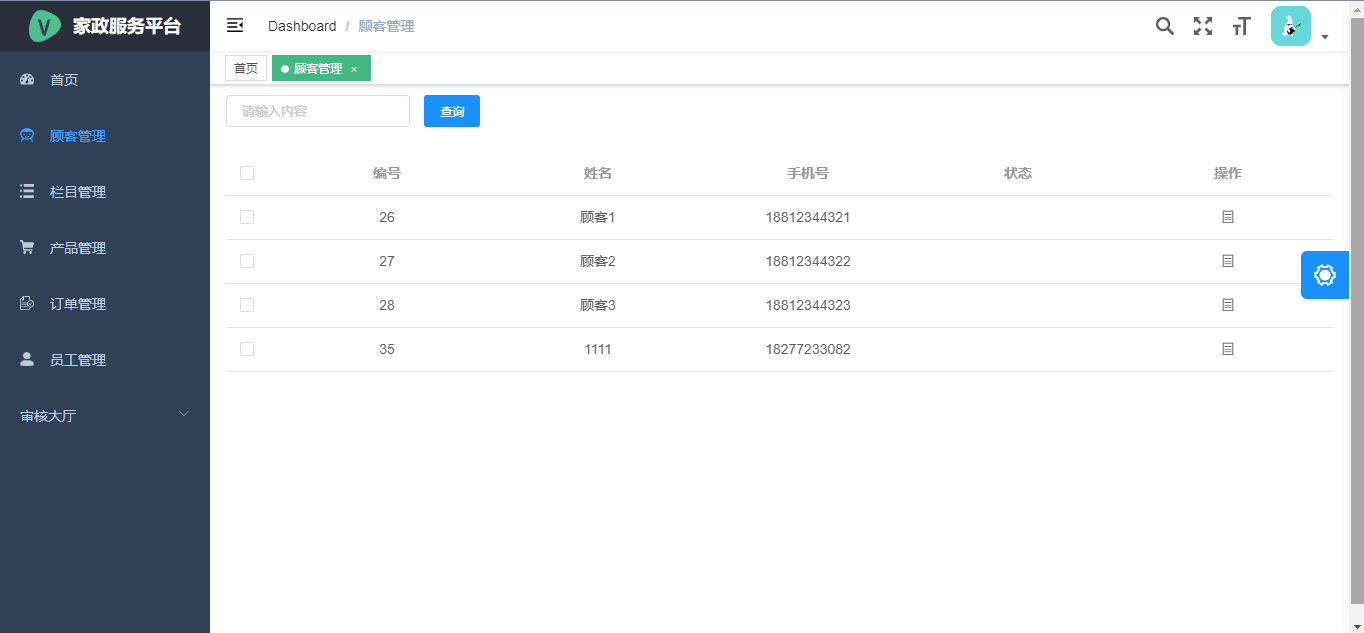 家政服务平台
Dashboard / 顾客管理
首页
顾客管理 ×
首页
顾客管理
栏目管理
产品管理
订单管理
员工管理
审核大厅
请输入内容 查询
编号 姓名 手机号 状态 操作
26 顾客1 18812344321
27 顾客2 18812344322
28 顾客3 18812344323
35 1111 18277233082